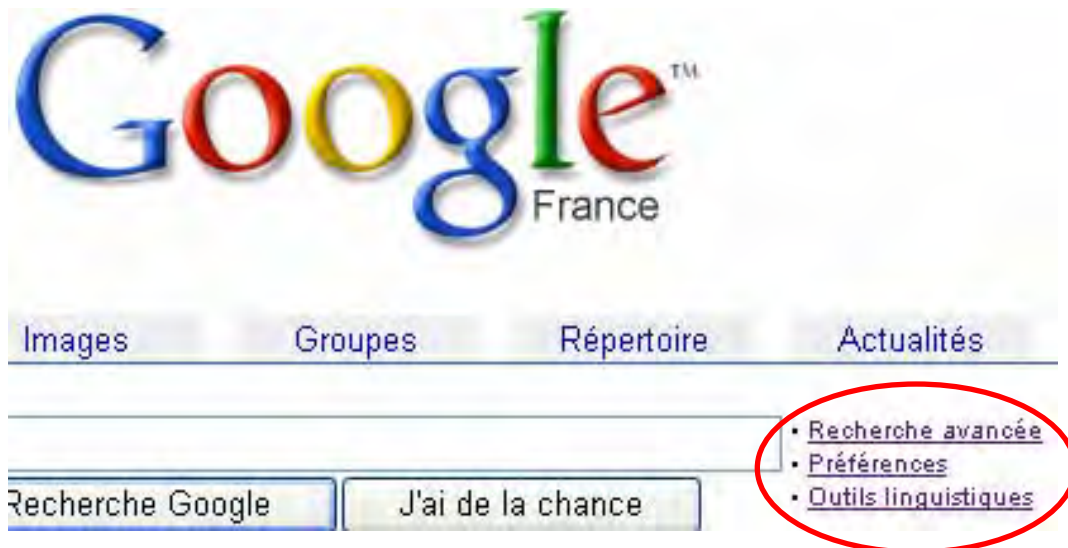 Google™
France
Images Groupes Répertoire Actualités
• Recherche avancée
• Préférences
• Outils linguistiques
Recherche Google J'ai de la chance